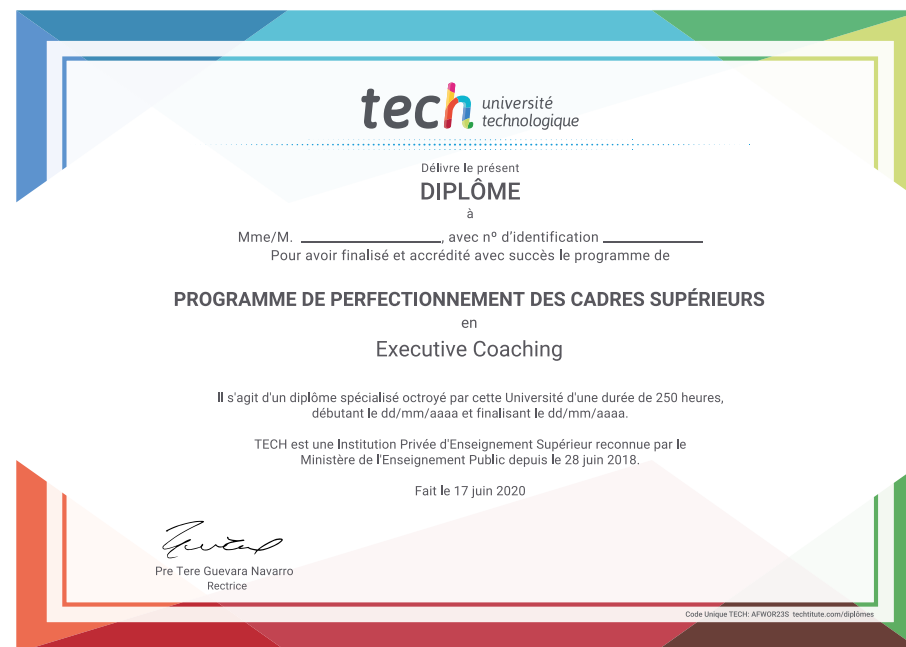 tech université
technologique
Délivre le présent
DIPLÔME
à
Mme/M. ____________________, avec nº d'identification ______________
Pour avoir finalisé et accrédité avec succès le programme de
PROGRAMME DE PERFECTIONNEMENT DES CADRES SUPÉRIEURS
en
Executive Coaching
Il s'agit d'un diplôme spécialisé octroyé par cette Université d'une durée de 250 heures,
débutant le dd/mm/aaaa et finalisant le dd/mm/aaaa.
TECH est une Institution Privée d'Enseignement Supérieur reconnue par le
Ministère de l'Enseignement Public depuis le 28 juin 2018.
Fait le 17 juin 2020
Pre Tere Guevara Navarro
Rectrice
Code Unique TECH: AFWOR23S techtitute.com/diplômes